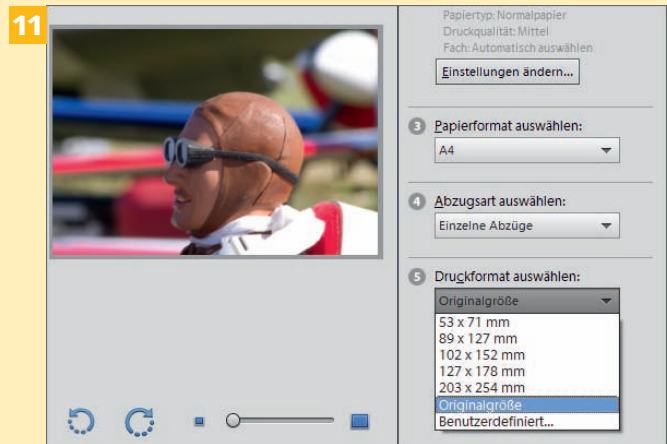 11
Papiertyp: Normalpapier
Druckqualität: Mittel
Fach: Automatisch auswählen
Einstellungen ändern...
3 Papierformat auswählen:
A4
4 Abzugsart auswählen:
Einzelne Abzüge
5 Druckformat auswählen:
Originalgröße
53 x 71 mm
89 x 127 mm
102 x 152 mm
127 x 178 mm
203 x 254 mm
Originalgröße
Benutzerdefiniert...